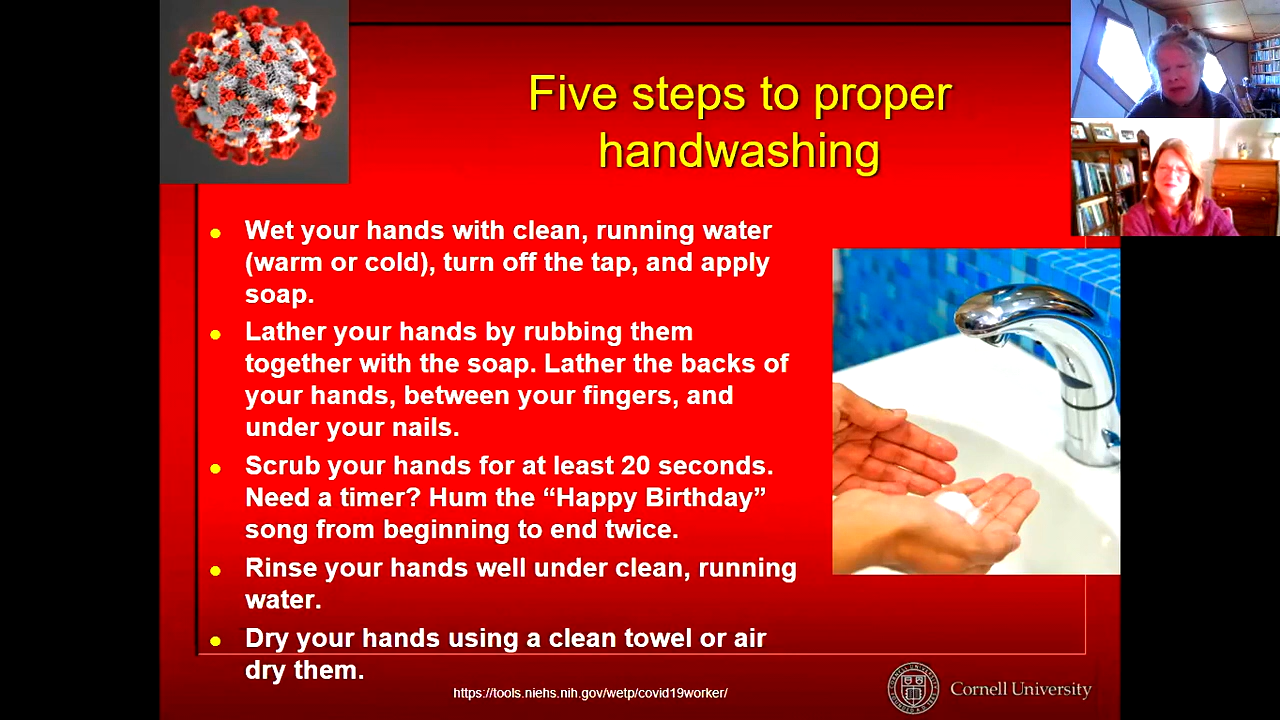 Five steps to proper
handwashing
• Wet your hands with clean, running water
(warm or cold), turn off the tap, and apply
soap.
• Lather your hands by rubbing them
together with the soap. Lather the backs of
your hands, between your fingers, and
under your nails.
• Scrub your hands for at least 20 seconds.
Need a timer? Hum the “Happy Birthday”
song from beginning to end twice.
• Rinse your hands well under clean, running
water.
• Dry your hands using a clean towel or air
dry them.
https://tools.niehs.nih.gov/wetp/covid19worker/
Cornell University